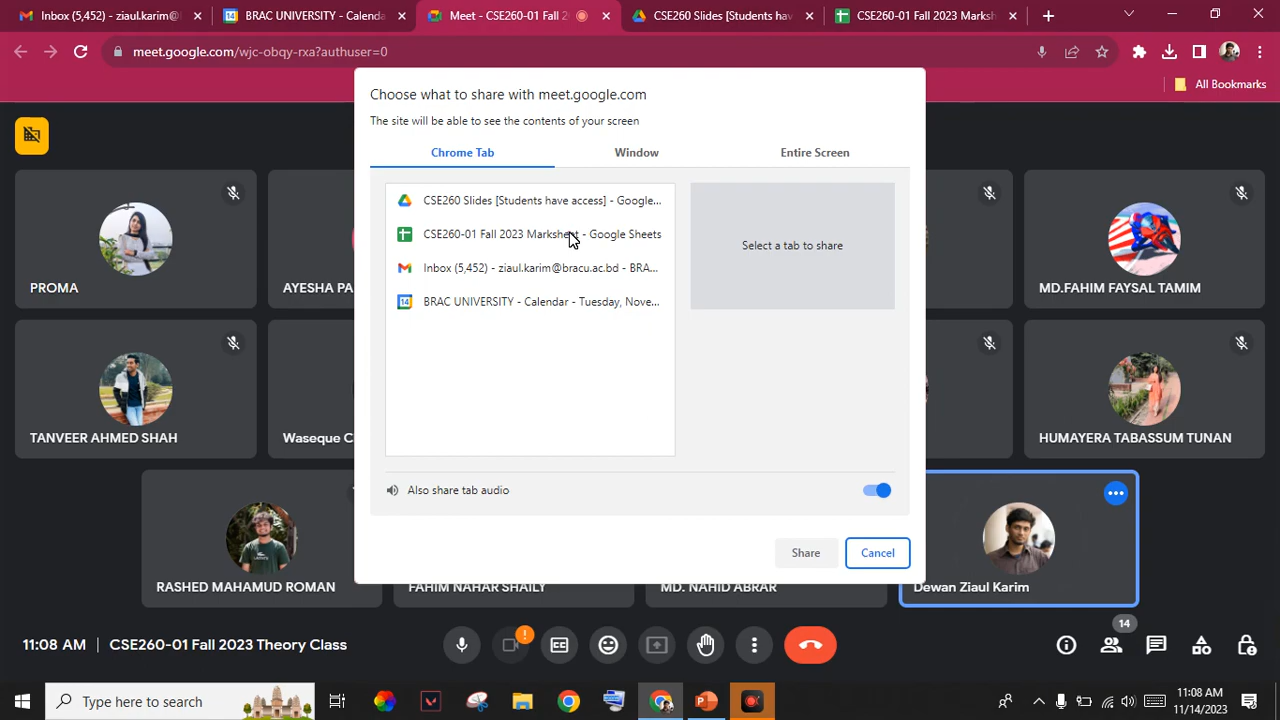 Inbox (5,452) - ziaul.karim@
BRAC UNIVERSITY - Calenda
Meet - CSE260-01 Fall 2
CSE260 Slides [Students hav
CSE260-01 Fall 2023 Marksh
meet.google.com/wjc-obqy-rxa?authuser=0
All Bookmarks
Choose what to share with meet.google.com
The site will be able to see the contents of your screen
Chrome Tab
Window
Entire Screen
CSE260 Slides [Students have access] - Google...
CSE260-01 Fall 2023 Marksheet - Google Sheets
Inbox (5,452) - ziaul.karim@bracu.ac.bd - BRA...
14
BRAC UNIVERSITY - Calendar - Tuesday, Nove...
Select a tab to share
Also share tab audio
Share
Cancel
PROMA
AYESHA PA
MD.FAHIM FAYSAL TAMIM
TANVEER AHMED SHAH
Waseque C
HUMAYERA TABASSUM TUNAN
RASHED MAHAMUD ROMAN
FAHIM NAHAR SHAILY
MD. NAHID ABRAR
Dewan Ziaul Karim
11:08 AM | CSE260-01 Fall 2023 Theory Class
14
Type here to search
11:08 AM
11/14/2023